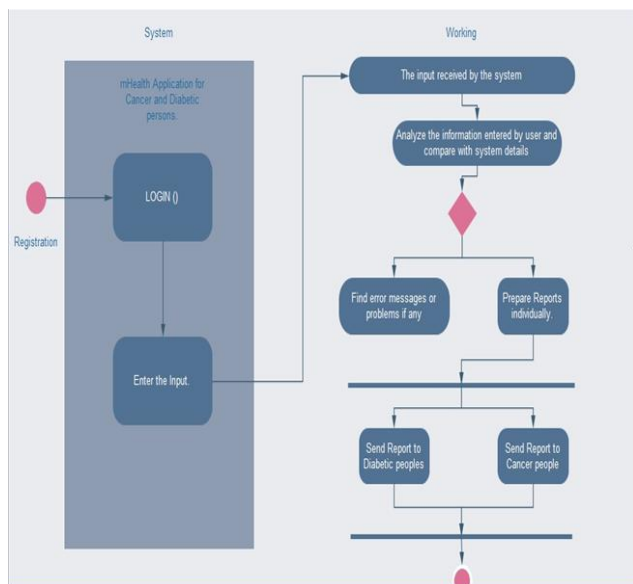 System
Working
mHealth Application for
Cancer and Diabetic
persons.
LOGIN ()
Registration
Enter the Input.
The input received by the system
Analyze the information entered by user and
compare with system details
Find error messages or
problems if any
Prepare Reports
individually.
Send Report to
Diabetic peoples
Send Report to
Cancer people